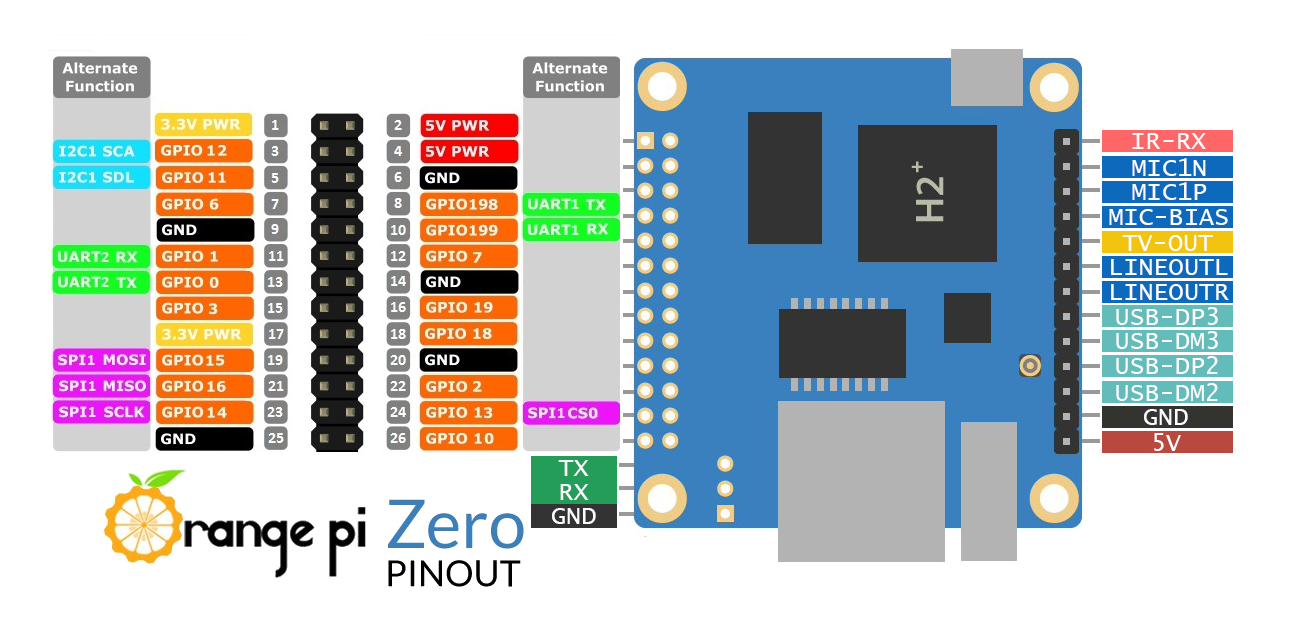 Alternate
Function
Alternate
Function
3.3V PWR 1 2 5V PWR
I2C1 SCA GPIO 12 3 4 5V PWR
I2C1 SDL GPIO 11 5 6 GND
GPIO 6 7 8 GPIO198 UART1 TX
GND 9 10 GPIO199 UART1 RX
UART2 RX GPIO 1 11 12 GPIO 7
UART2 TX GPIO 0 13 14 GND
GPIO 3 15 16 GPIO 19
3.3V PWR 17 18 GPIO 18
SPI1 MOSI GPIO15 19 20 GND
SPI1 MISO GPIO16 21 22 GPIO 2
SPI1 SCLK GPIO14 23 24 GPIO 13 SPI1CS0
GND 25 26 GPIO 10
TX
RX
GND
H2+
IR-RX
MIC1N
MIC1P
MIC-BIAS
TV-OUT
LINEOUTL
LINEOUTR
USB-DP3
USB-DM3
USB-DP2
USB-DM2
GND
5V
Orange pi Zero
PINOUT